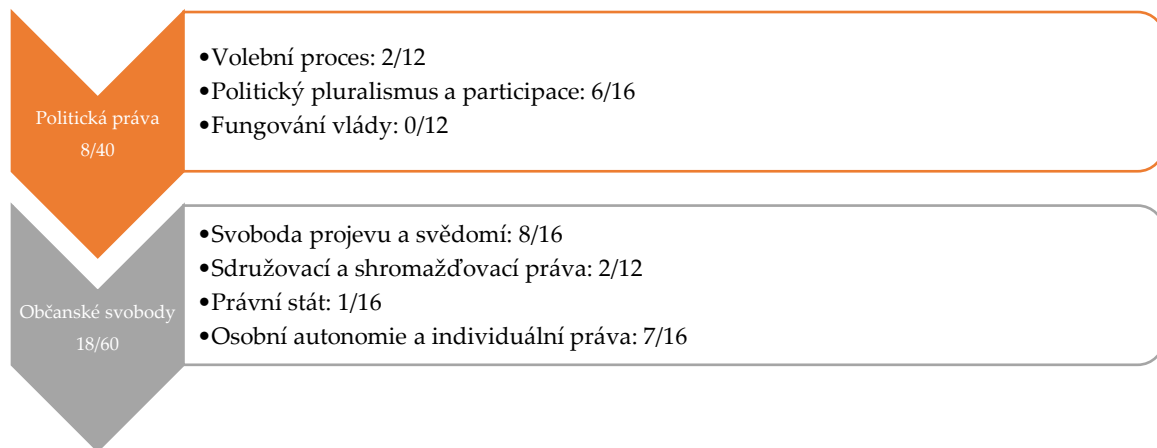 Politická práva
8/40
•Volební proces: 2/12
•Politický pluralismus a participace: 6/16
•Fungování vlády: 0/12
Občanské svobody
18/60
•Svoboda projevu a svědomí: 8/16
•Sdružovací a shromažďovací práva: 2/12
•Právní stát: 1/16
•Osobní autonomie a individuální práva: 7/16